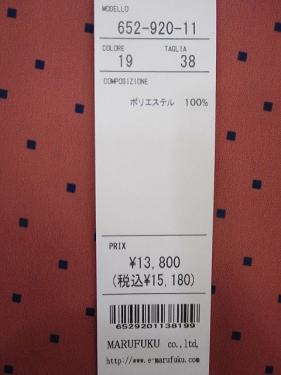 MODELLO
652-920-11
COLORE TAGLIA
19 38
COMPOSIZIONE
ポリエステル 100%
PRIX
¥13,800
(税込¥15,180)
6529201138199
MARUFUKU co.,ltd,
http://www.e-marufuku.com/